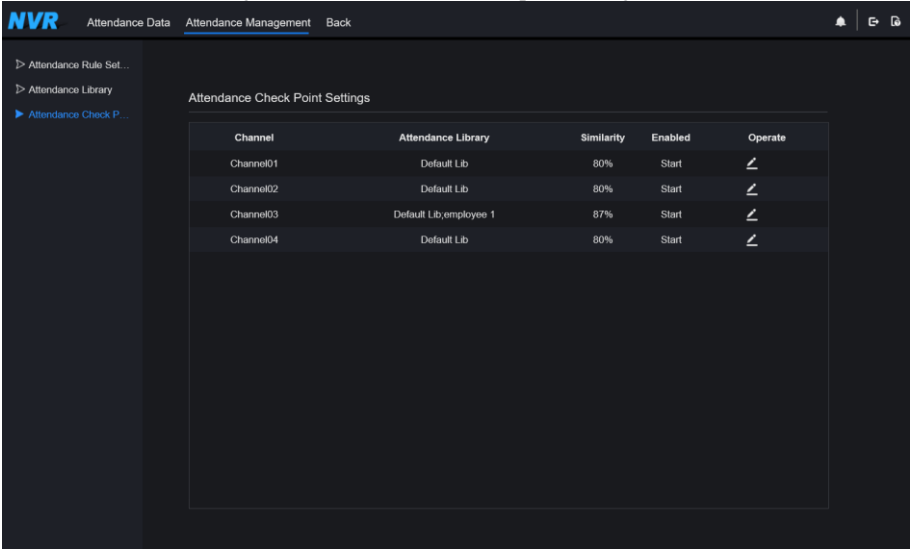 NVR Attendance Data Attendance Management Back
Attendance Rule Set...
Attendance Library
Attendance Check P...
Attendance Check Point Settings
Channel Attendance Library Similarity Enabled Operate
Channel01 Default Lib 80% Start
Channel02 Default Lib 80% Start
Channel03 Default Lib;employee 1 87% Start
Channel04 Default Lib 80% Start